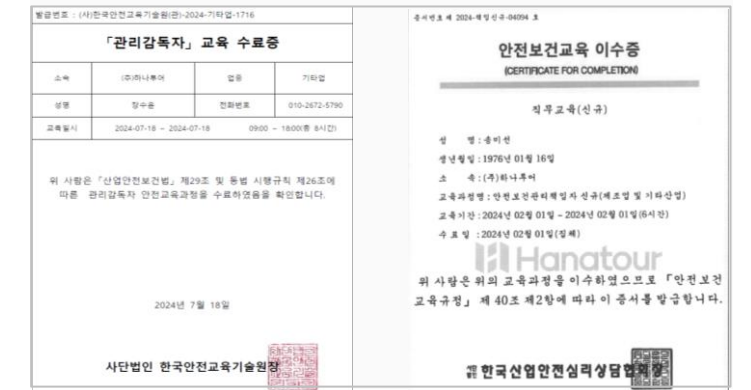 발급번호 : (사)한국안전교육기술원(관)-2024-기타업-1716
「관리감독자」 교육 수료증
소속 (주)하나투어 업종 기타업
성명 장수윤 전화번호 010-2672-5790
교육일시 2024-07-18 ~ 2024-07-18 09:00 ~ 18:00(총 8시간)
위 사람은 「산업안전보건법」 제29조 및 동법 시행규칙 제26조에
따른 관리감독자 안전교육과정을 수료하였음을 확인합니다.
2024년 7월 18일
사단법인 한국안전교육기술원장
증서번호 제 2024-책임신규-04094 호
안전보건교육 이수증
(CERTIFICATE FOR COMPLETION)
직무교육(신규)
성 명 : 송미선
생년월일 : 1976년 01월 16일
소 속 : (주)하나투어
교육과정명 : 안전보건관리책임자 신규(제조업 및 기타산업)
교육기간 : 2024년 02월 01일 ~ 2024년 02월 01일(6시간)
수 료 일 : 2024년 02월 01일(집체)
Hanatour
위 사람은 위의 교육과정을 이수하였으므로 「안전보건
교육규정」 제 40조 제2항에 따라 이 증서를 발급합니다.
한국산업안전심리상담협회장